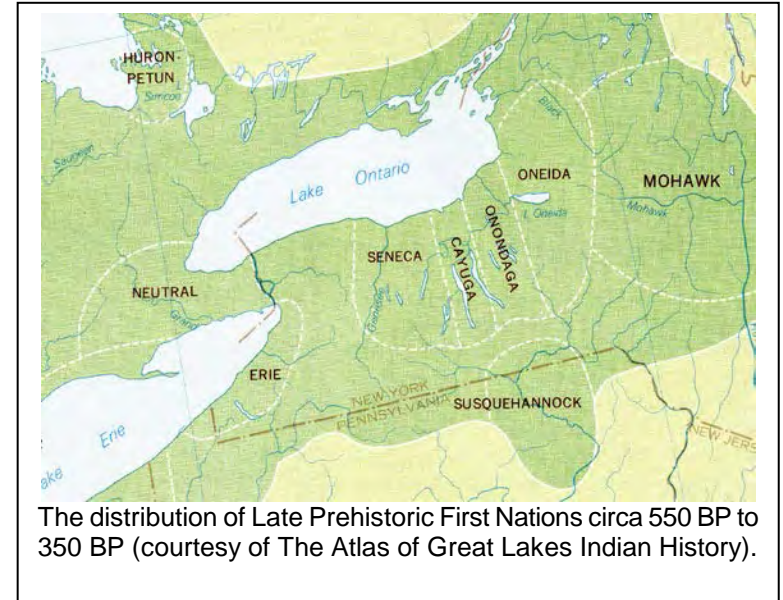 HURON-
PETUN
L.
Simcoe
Black
Lake Ontario
ONEIDA
MOHAWK
L. Oneida
Mohawk
SENECA
CAYUGA
ONONDAGA
Genesee
NEUTRAL
Grand
ERIE
NEW YORK
PENNSYLVANIA
SUSQUEHANNOCK
NEW JERS
Lake Erie
The distribution of Late Prehistoric First Nations circa 550 BP to
350 BP (courtesy of The Atlas of Great Lakes Indian History).